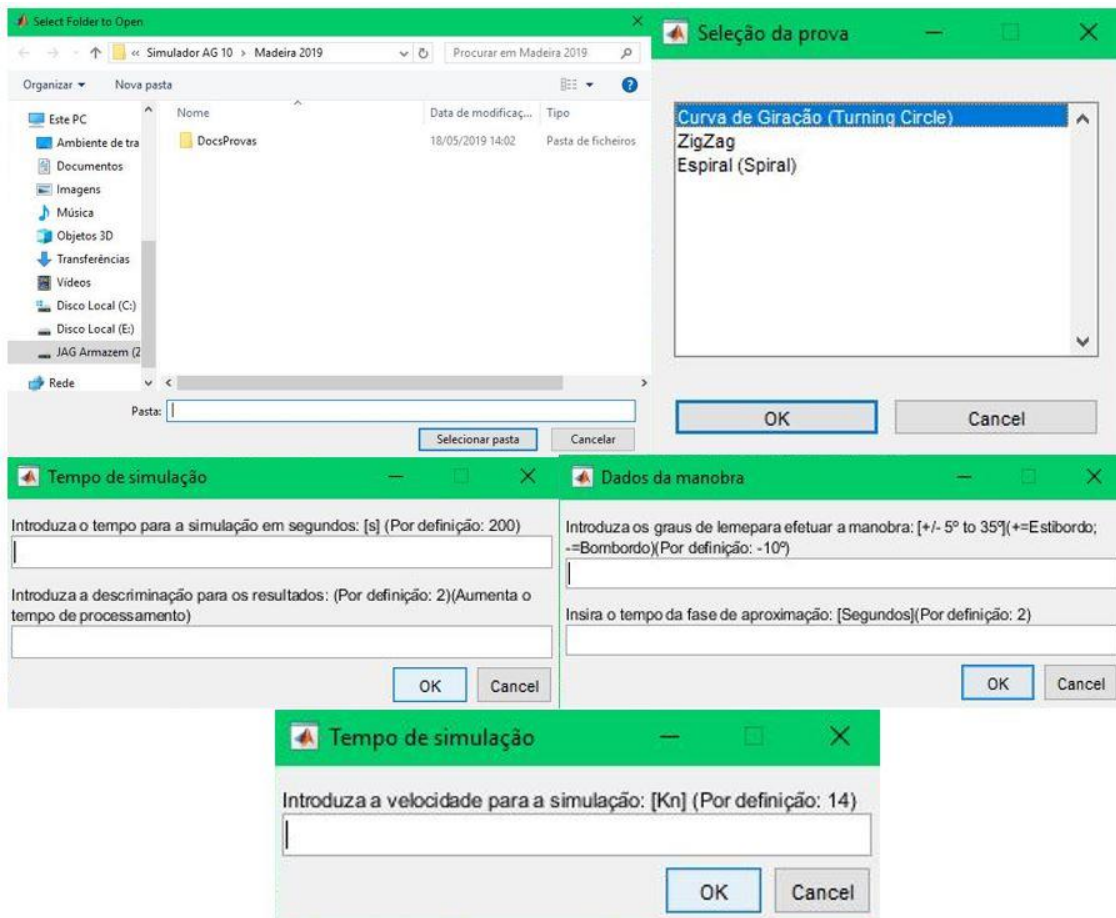 Select Folder to Open
« Simulador AG 10 > Madeira 2019
Procurar em Madeira 2019
Organizar
Nova pasta
Nome
Data de modificaç...
Tipo
Este PC
Ambiente de tra
Documentos
Imagens
Música
Objetos 3D
Transferências
Vídeos
Disco Local (C:)
Disco Local (E:)
JAG Armazem (Z
Rede
DocsProvas
18/05/2019 14:02
Pasta de ficheiros
Pasta:
Selecionar pasta
Cancelar
Seleção da prova
Curva de Giração (Turning Circle)
ZigZag
Espiral (Spiral)
OK
Cancel
Tempo de simulação
Introduza o tempo para a simulação em segundos: [s] (Por definição: 200)
Introduza a descriminação para os resultados: (Por definição: 2)(Aumenta o
tempo de processamento)
OK
Cancel
Dados da manobra
Introduza os graus de lemepara efetuar a manobra: [+/- 5º to 35º](+=Estibordo;
-=Bombordo)(Por definição: -10º)
Insira o tempo da fase de aproximação: [Segundos](Por definição: 2)
OK
Cancel
Tempo de simulação
Introduza a velocidade para a simulação: [Kn] (Por definição: 14)
OK
Cancel